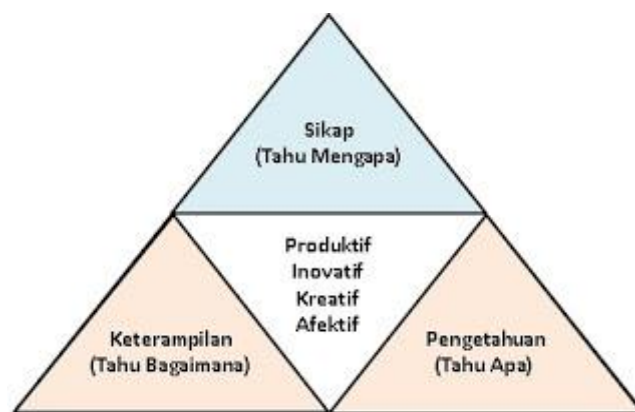 Sikap
(Tahu Mengapa)
Produktif
Inovatif
Kreatif
Afektif
Keterampilan
(Tahu Bagaimana)
Pengetahuan
(Tahu Apa)